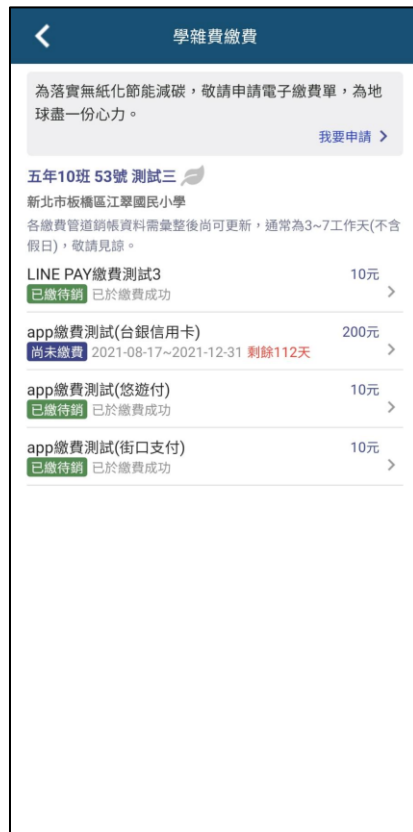 學雜費繳費
為落實無紙化節能減碳，敬請申請電子繳費單，為地
球盡一份心力。
我要申請
五年10班 53號 測試三
新北市板橋區江翠國民小學
各繳費管道銷帳資料需彙整後尚可更新，通常為3~7工作天(不含
假日)，敬請見諒。
LINE PAY繳費測試3 10元
已繳待銷 已於繳費成功
app繳費測試(台銀信用卡) 200元
尚未繳費 2021-08-17~2021-12-31 剩餘112天
app繳費測試(悠遊付) 10元
已繳待銷 已於繳費成功
app繳費測試(街口支付) 10元
已繳待銷 已於繳費成功